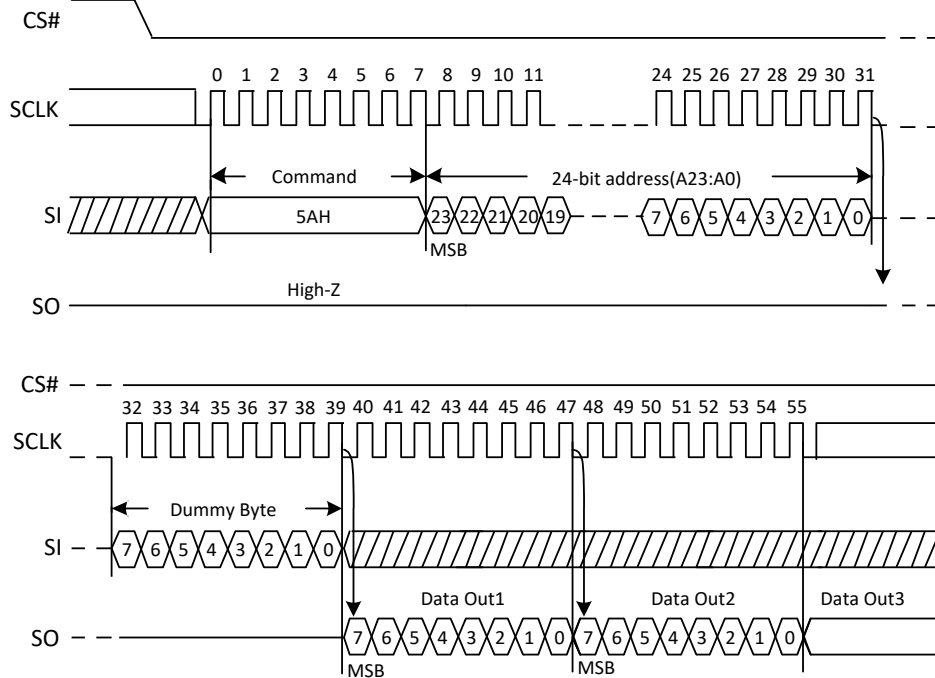 CS#
0 1 2 3 4 5 6 7 8 9 10 11 24 25 26 27 28 29 30 31
SCLK
Command 24-bit address(A23:A0)
SI 5AH 23 22 21 20 19 7 6 5 4 3 2 1 0
MSB
High-Z
SO
CS#
32 33 34 35 36 37 38 39 40 41 42 43 44 45 46 47 48 49 50 51 52 53 54 55
SCLK
Dummy Byte
SI 7 6 5 4 3 2 1 0
Data Out1 Data Out2 Data Out3
SO 7 6 5 4 3 2 1 0 7 6 5 4 3 2 1 0
MSB MSB